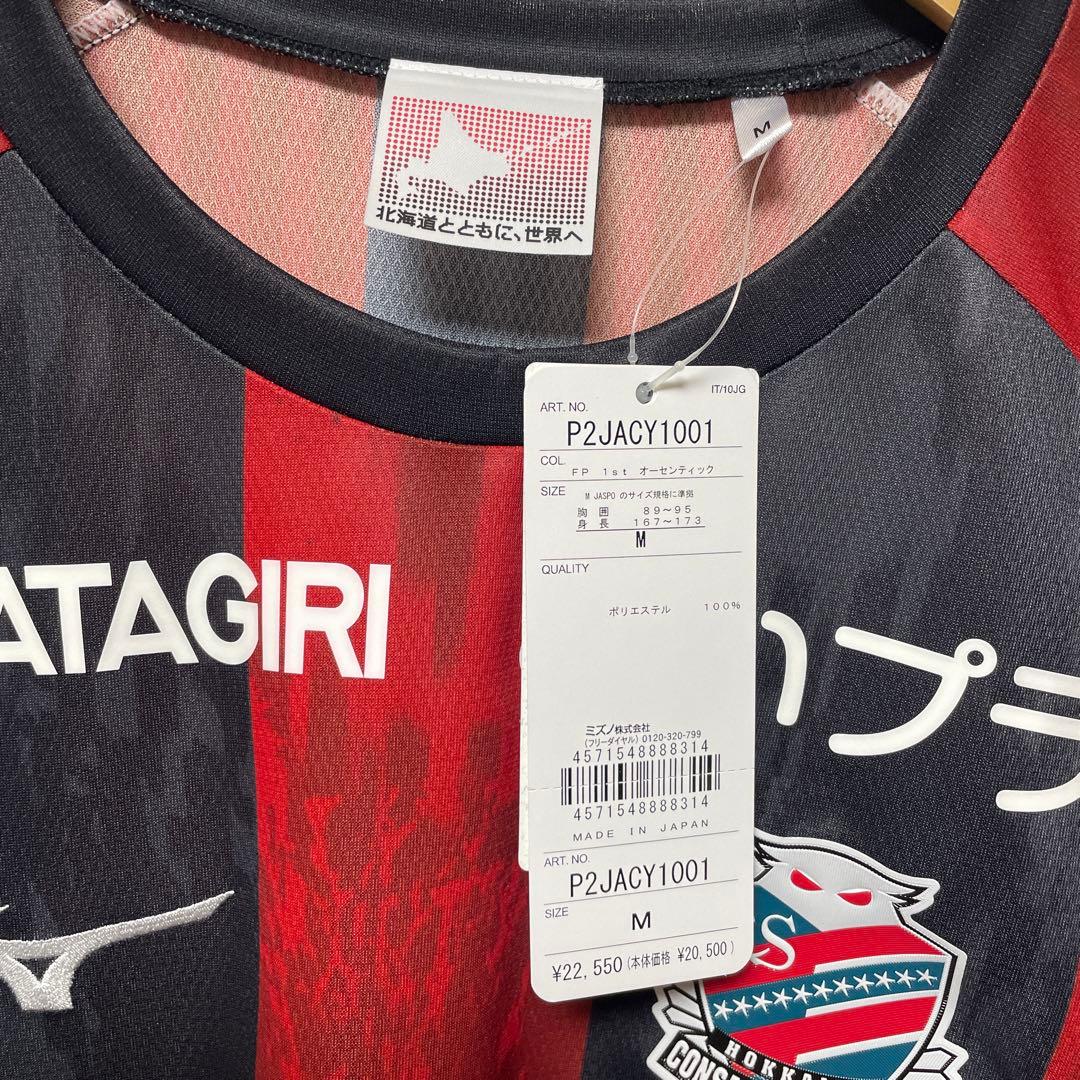 北海道とともに、世界へ
M
IT/10JG
ART. NO.
P2JACY1001
COL.
FP 1st オーセンティック
SIZE
M JASPO のサイズ規格に準拠
胸囲 89～95
身長 167～173
M
QUALITY
ポリエステル 100%
ATAGIRI
いプラ
ミズノ株式会社
(フリーダイヤル) 0120-320-799
4571548888314
4571548888314
MADE IN JAPAN
ART. NO.
P2JACY1001
SIZE
M
¥22,550(本体価格 ¥20,500)
S
HOKKA
CONS